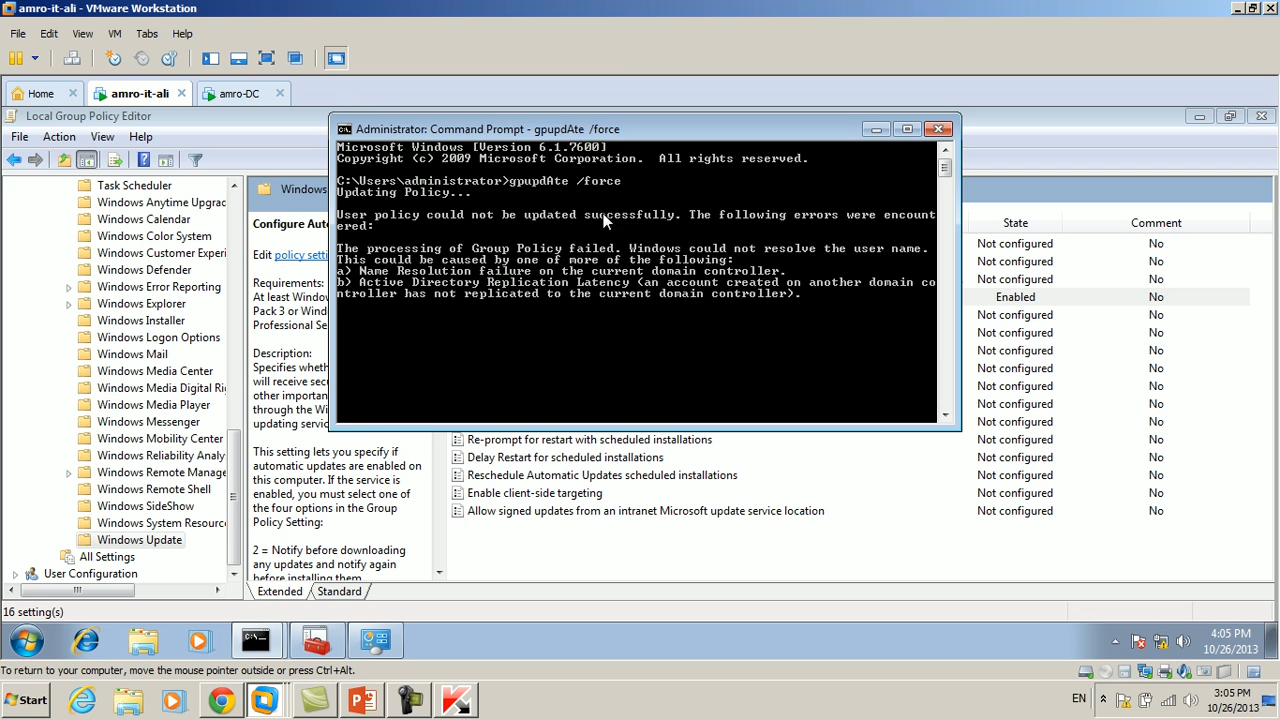 amro-it-ali - VMware Workstation
File Edit View VM Tabs Help
Home amro-it-ali amro-DC
Local Group Policy Editor
File Action View Help
Task Scheduler
Windows Anytime Upgrad
Windows Calendar
Windows Color System
Windows Customer Experi
Windows Defender
Windows Error Reporting
Windows Explorer
Windows Installer
Windows Logon Options
Windows Mail
Windows Media Center
Windows Media Digital Ri
Windows Media Player
Windows Messenger
Windows Mobility Center
Windows Reliability Analy
Windows Remote Manage
Windows Remote Shell
Windows SideShow
Windows System Resourc
Windows Update
All Settings
User Configuration
Windows
Configure Automatic
Edit policy setti
Requirements:
At least Window
Pack 3 or Windo
Professional Se
Description:
Specifies whethe
will receive secu
other important
through the Wi
updating service
This setting lets you specify if
automatic updates are enabled on
this computer. If the service is
enabled, you must select one of
the four options in the Group
Policy Setting:
2 = Notify before downloading
any updates and notify again
before installing them
Administrator: Command Prompt - gpupdAte /force
Microsoft Windows [Version 6.1.7600]
Copyright (c) 2009 Microsoft Corporation. All rights reserved.
C:\Users\administrator>gpupdAte /force
Updating Policy...
User policy could not be updated successfully. The following errors were encount
ered:
The processing of Group Policy failed. Windows could not resolve the user name.
This could be caused by one of more of the following:
a) Name Resolution failure on the current domain controller.
b) Active Directory Replication Latency (an account created on another domain co
ntroller has not replicated to the current domain controller).
State Comment
Not configured No
Not configured No
Not configured No
Enabled No
Not configured No
Not configured No
Not configured No
Not configured No
Not configured No
Not configured No
Not configured No
Re-prompt for restart with scheduled installations Not configured No
Delay Restart for scheduled installations Not configured No
Reschedule Automatic Updates scheduled installations Not configured No
Enable client-side targeting Not configured No
Allow signed updates from an intranet Microsoft update service location Not configured No
Extended Standard
16 setting(s)
4:05 PM
10/26/2013
To return to your computer, move the mouse pointer outside or press Ctrl+Alt.
Start
EN
3:05 PM
10/26/2013